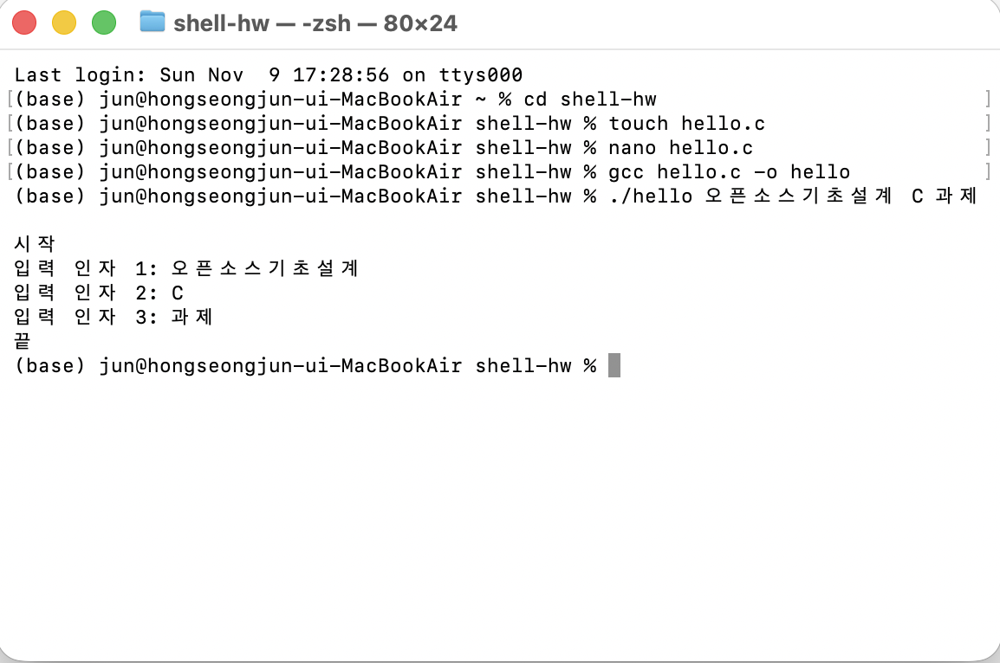 shell-hw — -zsh — 80×24
Last login: Sun Nov  9 17:28:56 on ttys000
[(base) jun@hongseongjun-ui-MacBookAir ~ % cd shell-hw ]
[(base) jun@hongseongjun-ui-MacBookAir shell-hw % touch hello.c ]
[(base) jun@hongseongjun-ui-MacBookAir shell-hw % nano hello.c ]
[(base) jun@hongseongjun-ui-MacBookAir shell-hw % gcc hello.c -o hello ]
(base) jun@hongseongjun-ui-MacBookAir shell-hw % ./hello 오픈소스기초설계 C 과제
시작
입력 인자 1: 오픈소스기초설계
입력 인자 2: C
입력 인자 3: 과제
끝
(base) jun@hongseongjun-ui-MacBookAir shell-hw %